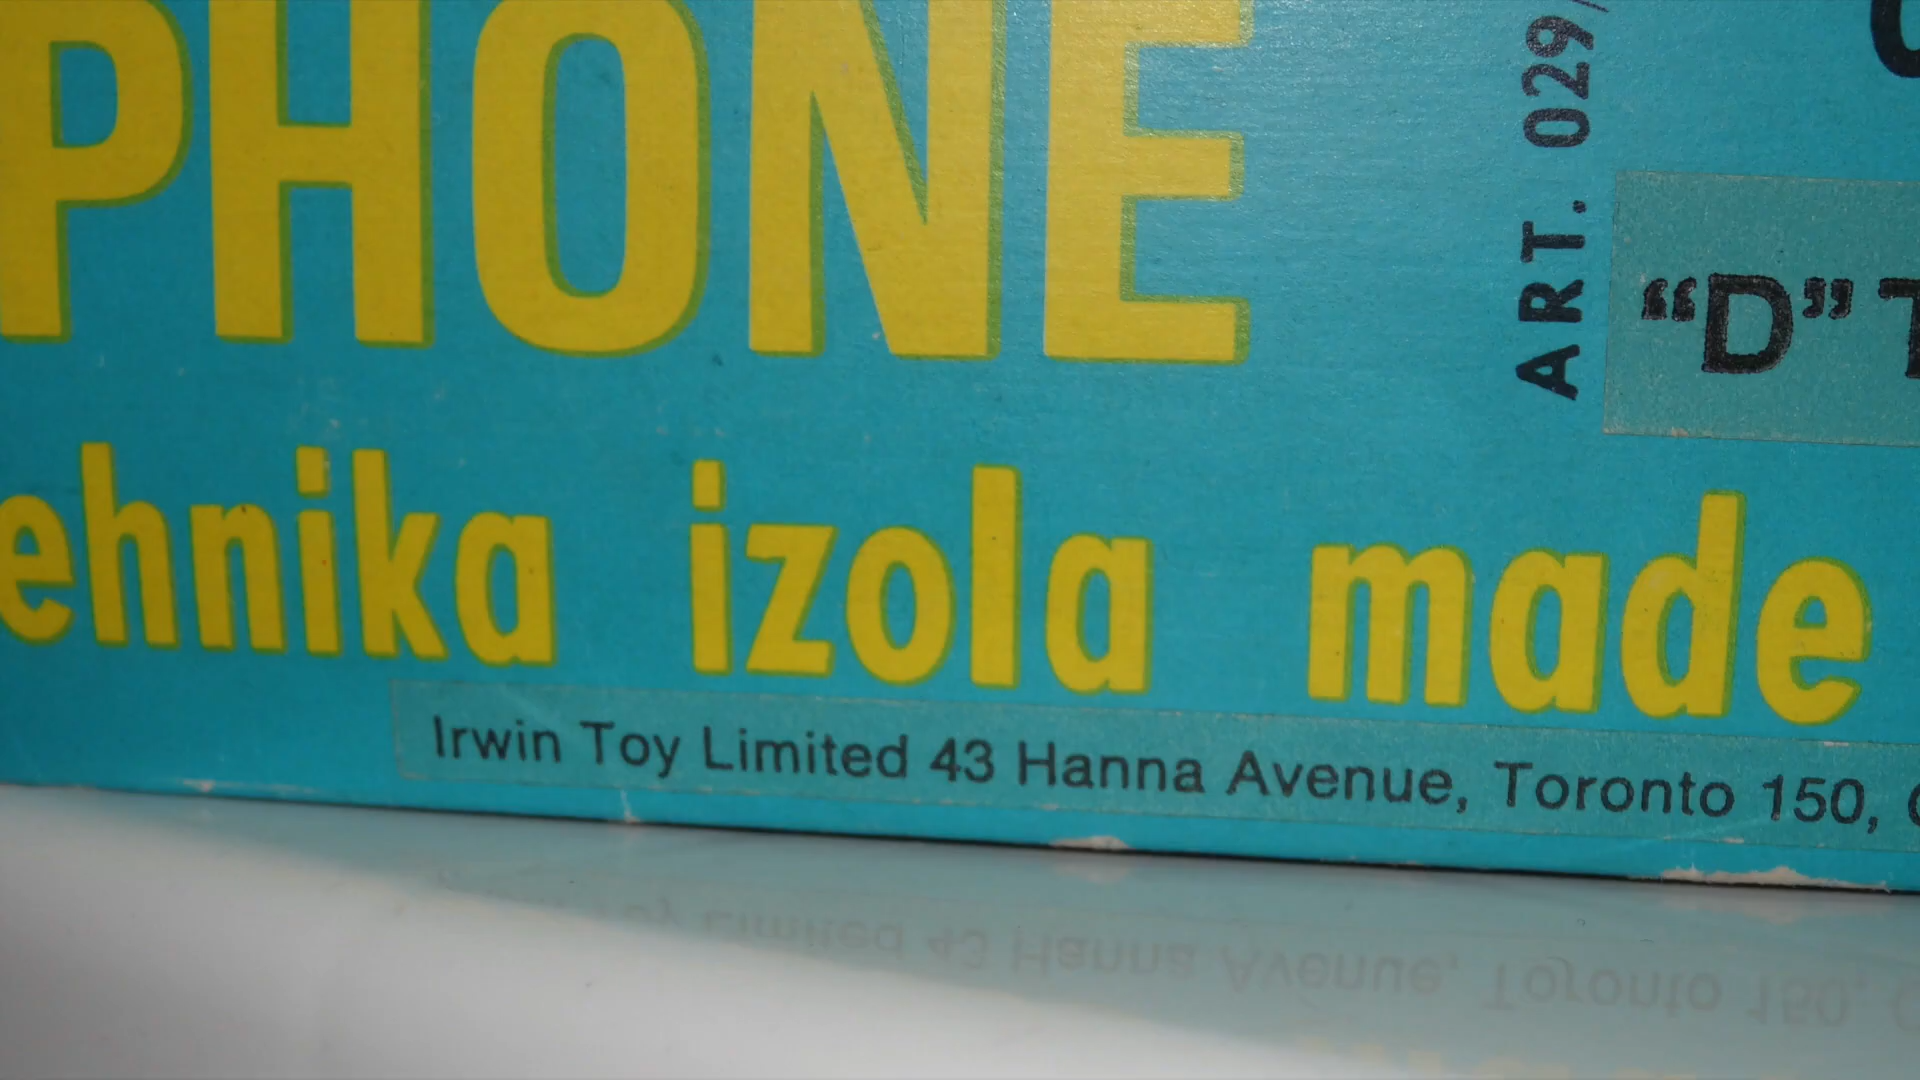 PHONE
ART. 029/
"D"
ehnika izola made
Irwin Toy Limited 43 Hanna Avenue, Toronto 150,